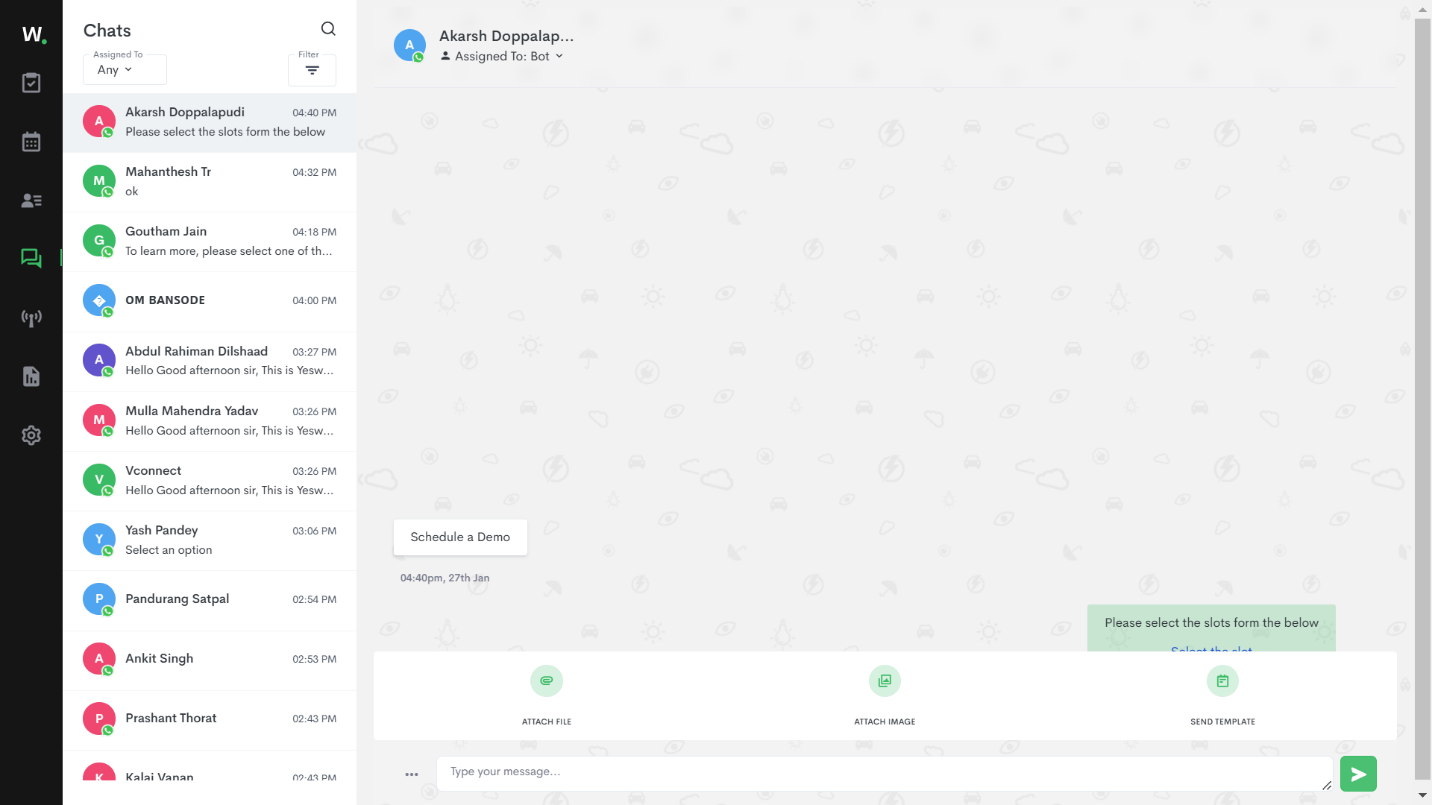 W.
Chats
Assigned To
Any
Filter
A
Akarsh Doppalapudi
04:40 PM
Please select the slots form the below
M
Mahanthesh Tr
04:32 PM
ok
G
Goutham Jain
04:18 PM
To learn more, please select one of th...
�
OM BANSODE
04:00 PM
A
Abdul Rahiman Dilshaad
03:27 PM
Hello Good afternoon sir, This is Yesw...
M
Mulla Mahendra Yadav
03:26 PM
Hello Good afternoon sir, This is Yesw...
V
Vconnect
03:26 PM
Hello Good afternoon sir, This is Yesw...
Y
Yash Pandey
03:06 PM
Select an option
P
Pandurang Satpal
02:54 PM
A
Ankit Singh
02:53 PM
P
Prashant Thorat
02:43 PM
K
Kalai Vanan
02:43 PM
A
Akarsh Doppalap...
Assigned To: Bot
Schedule a Demo
04:40pm, 27th Jan
Please select the slots form the below
Select the slot
ATTACH FILE
ATTACH IMAGE
SEND TEMPLATE
Type your message...